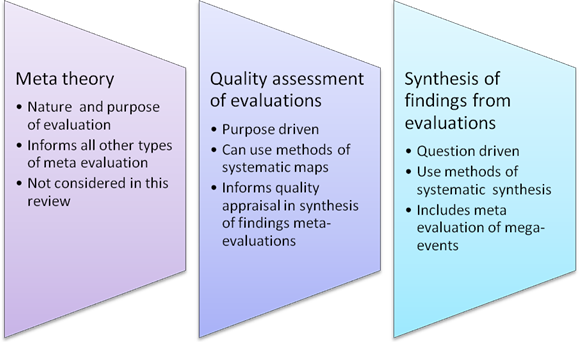 Meta theory
• Nature and purpose
of evaluation
• Informs all other types
of meta evaluation
• Not considered in this
review
Quality assessment
of evaluations
• Purpose driven
• Can use methods of
systematic maps
• Informs quality
appraisal in synthesis
of findings meta-
evaluations
Synthesis of
findings from
evaluations
• Question driven
• Use methods of
systematic synthesis
• Includes meta
evaluation of mega-
events